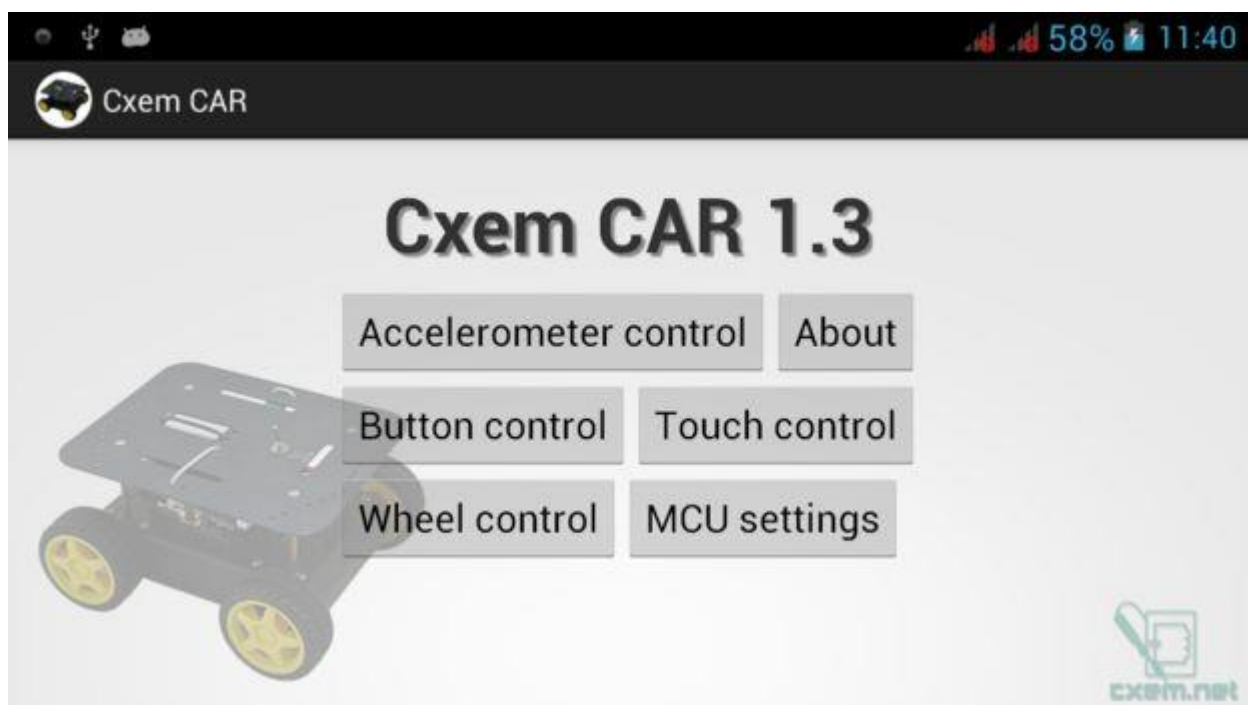 58% 11:40
Cxem CAR
Cxem CAR 1.3
Accelerometer control About
Button control Touch control
Wheel control MCU settings
cxem.net